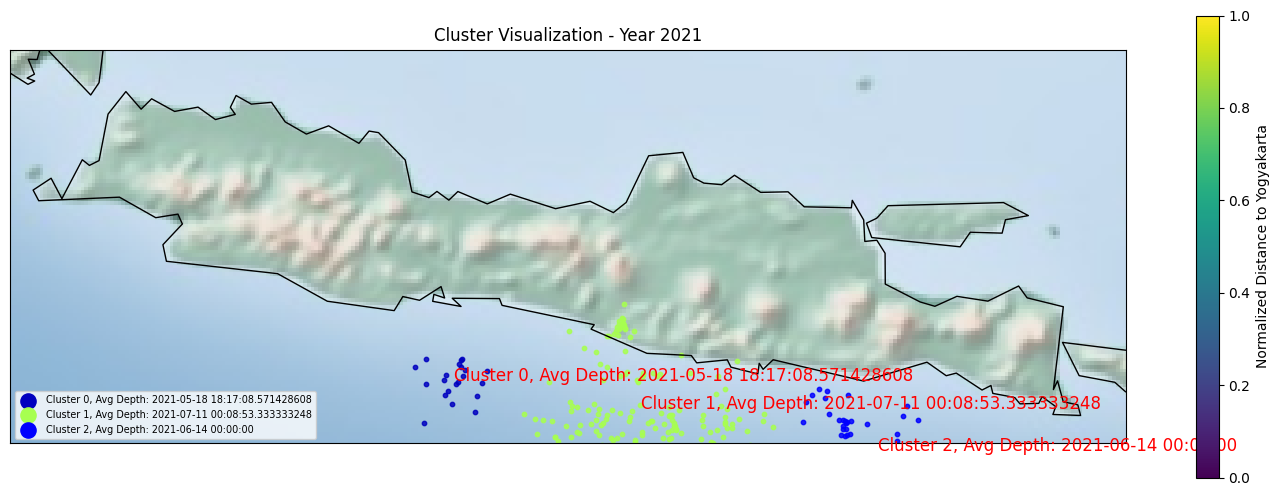 Cluster Visualization - Year 2021
1.0
0.8
0.6
0.4
0.2
0.0
Normalized Distance to Yogyakarta
Cluster 0, Avg Depth: 2021-05-18 18:17:08.571428608
Cluster 1, Avg Depth: 2021-07-11 00:08:53.333333248
Cluster 2, Avg Depth: 2021-06-14 00:00:00
Cluster 0, Avg Depth: 2021-05-18 18:17:08.571428608
Cluster 1, Avg Depth: 2021-07-11 00:08:53.333333248
Cluster 2, Avg Depth: 2021-06-14 00:00:00